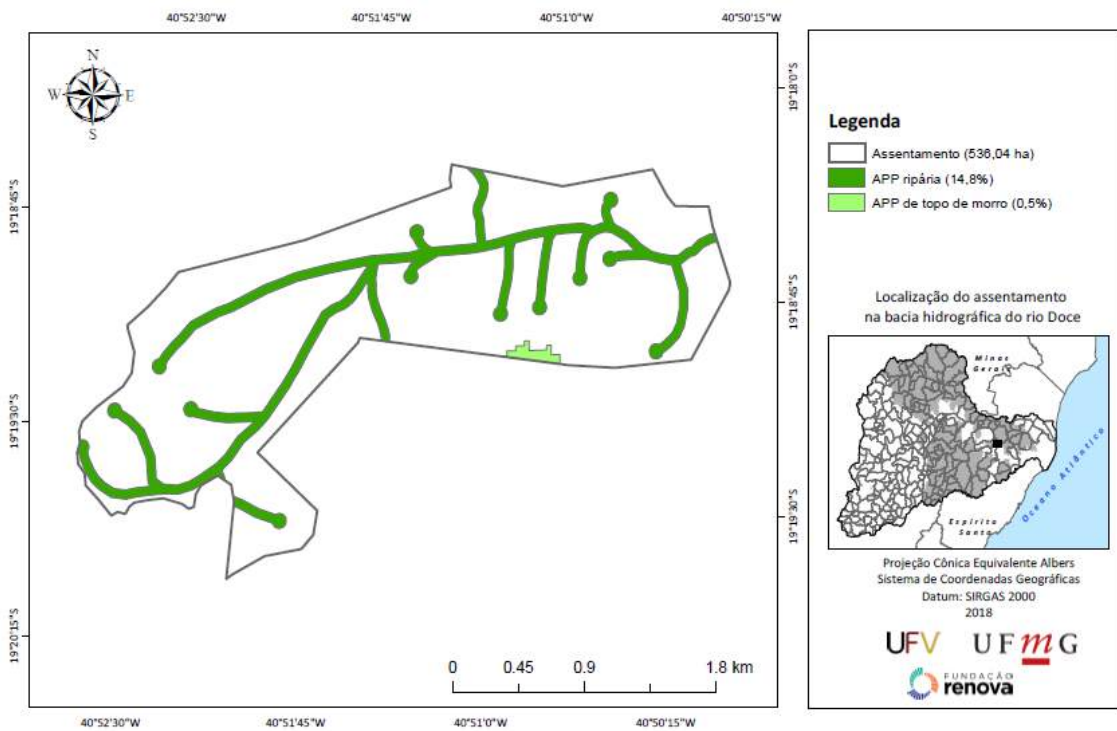 40°52'30"W 40°51'45"W 40°51'0"W 40°50'15"W
N
W E
S
19°18'45"S
19°19'30"S
19°20'15"S
19°18'0"S
19°18'45"S
19°19'30"S
0 0.45 0.9 1.8 km
40°52'30"W 40°51'45"W 40°51'0"W 40°50'15"W
Legenda
Assentamento (536,04 ha)
APP ripária (14,8%)
APP de topo de morro (0,5%)
Localização do assentamento
na bacia hidrográfica do rio Doce
Minas
Gerais
Oceano Atlântico
Espírito
Santo
Projeção Cônica Equivalente Albers
Sistema de Coordenadas Geográficas
Datum: SIRGAS 2000
2018
UFV UFmG
FUNDAÇÃO
renova